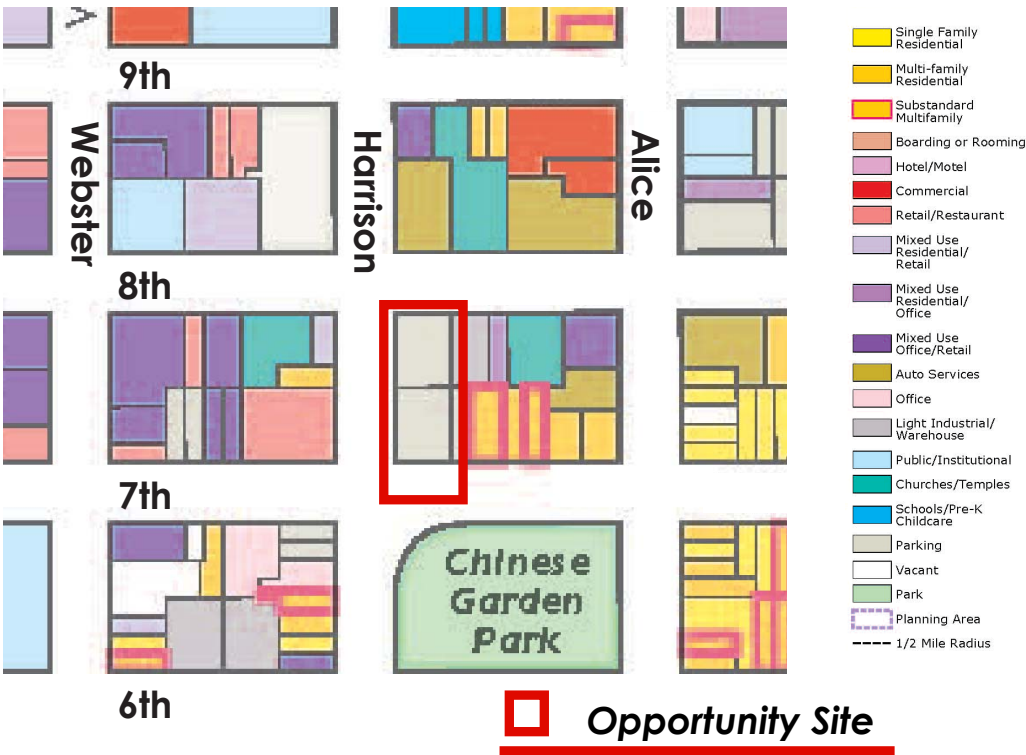 9th
Webster
Harrison
Alice
8th
7th
Chinese
Garden
Park
6th
Single Family
Residential
Multi-family
Residential
Substandard
Multifamily
Boarding or Rooming
Hotel/Motel
Commercial
Retail/Restaurant
Mixed Use
Residential/
Retail
Mixed Use
Residential/
Office
Mixed Use
Office/Retail
Auto Services
Office
Light Industrial/
Warehouse
Public/Institutional
Churches/Temples
Schools/Pre-K
Childcare
Parking
Vacant
Park
Planning Area
1/2 Mile Radius
Opportunity Site